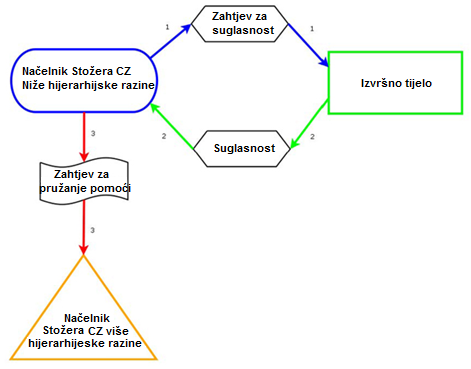 1
Zahtjev za
suglasnost
1
Načelnik Stožera CZ
Niže hijerarhijske razine
Izvršno tijelo
2
Suglasnost
2
3
Zahtjev za
pružanje pomoći
3
Načelnik
Stožera CZ više
hijerarhijeske razine